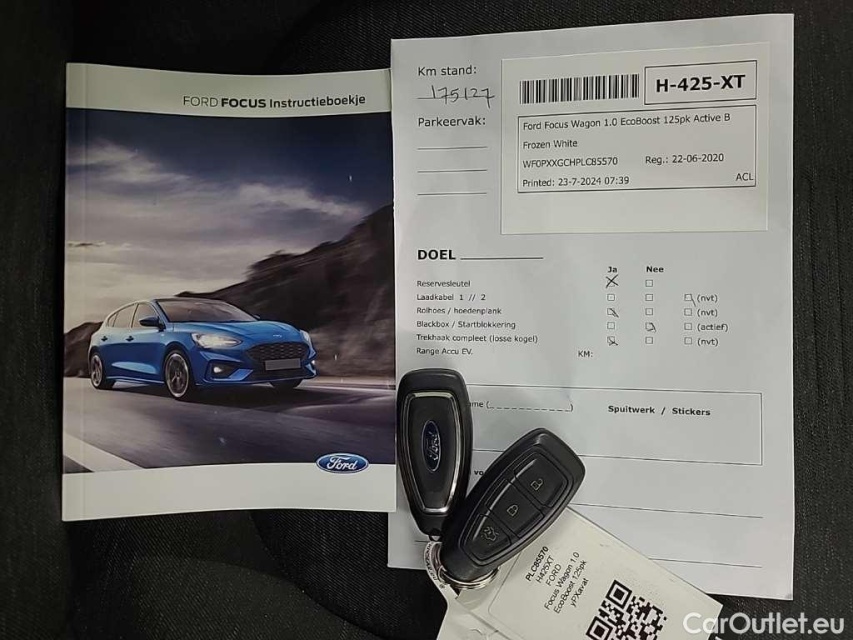 FORD FOCUS Instructieboekje
Ford
Km stand:
175127
Parkeervak:
H-425-XT
Ford Focus Wagon 1.0 EcoBoost 125pk Active B
Frozen White
WF0PXXGCHPLC85570 Reg.: 22-06-2020
Printed: 23-7-2024 07:39 ACL
DOEL
Ja Nee
Reservesleutel
Laadkabel 1 // 2 (nvt)
Rolhoes / hoedenplank (nvt)
Blackbox / Startblokkering (actief)
Trekhaak compleet (losse kogel) (nvt)
Range Accu EV. KM:
Spuitwerk / Stickers
Ford
PLC85570
H425XT
FORD
Focus Wagon 1.0
EcoBoost 125pk
CarOutlet.eu